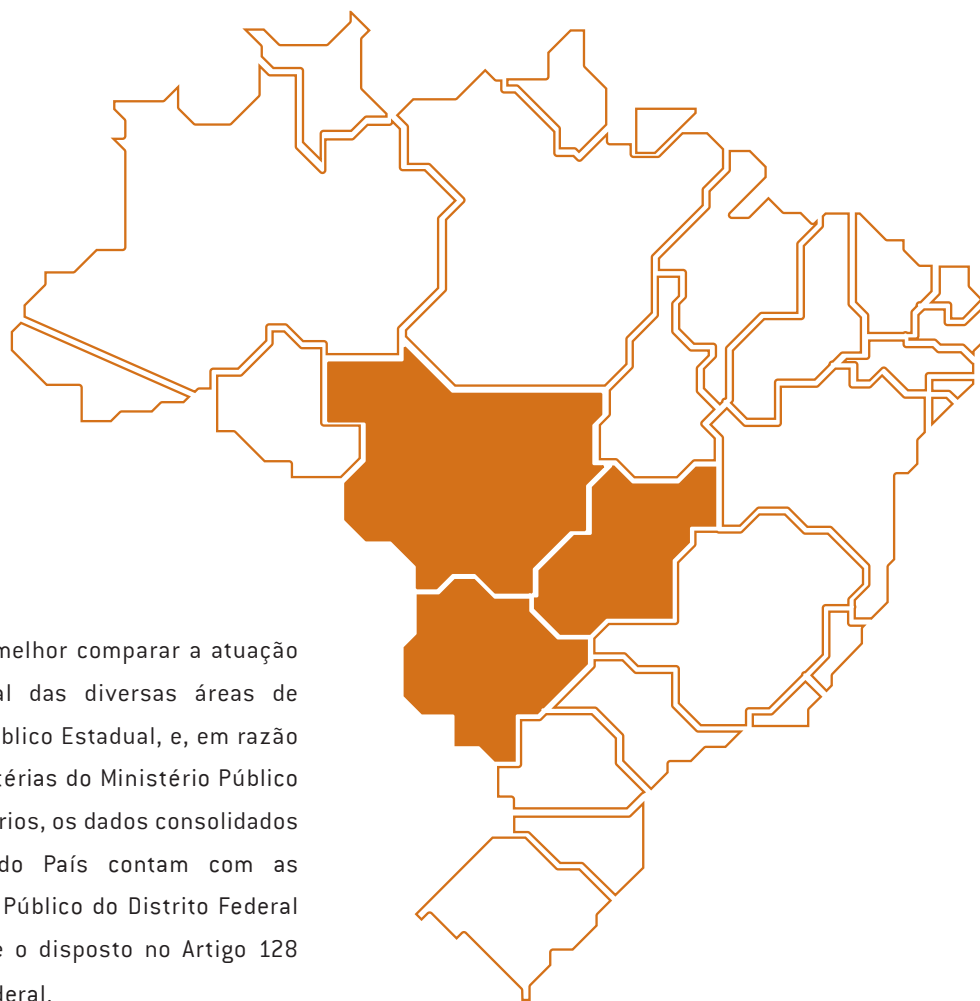 melhor comparar a atuação
al das diversas áreas de
blico Estadual, e, em razão
térias do Ministério Público
rios, os dados consolidados
do País contam com as
Público do Distrito Federal
e o disposto no Artigo 128
deral.